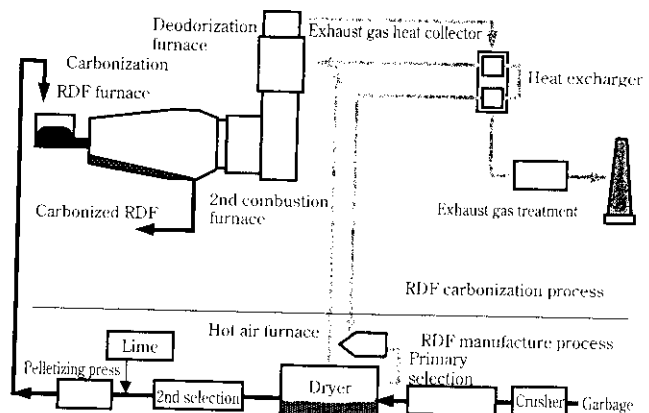 Deodorization
furnace
Exhaust gas heat collector
Carbonization
RDF furnace
Heat excharger
Carbonized RDF
2nd combustion
furnace
Exhaust gas treatment
RDF carbonization process
Hot air furnace
RDF manufacture process
Lime
Primary
selection
Pelletizing press
2nd selection
Dryer
Crusher
Garbage